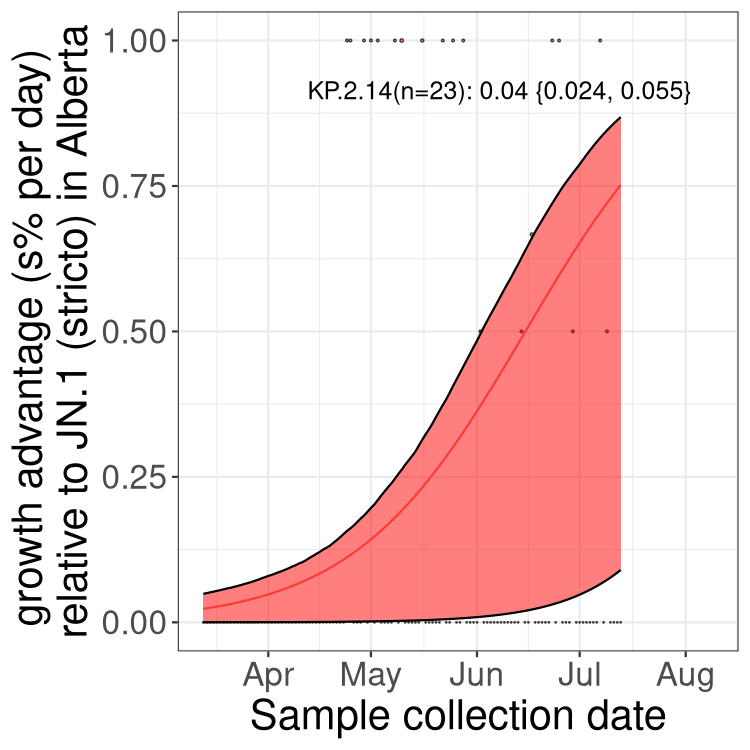 growth advantage (s% per day)
relative to JN.1 (stricto) in Alberta
1.00
0.75
0.50
0.25
0.00
KP.2.14(n=23): 0.04 {0.024, 0.055}
Apr May Jun Jul Aug
Sample collection date